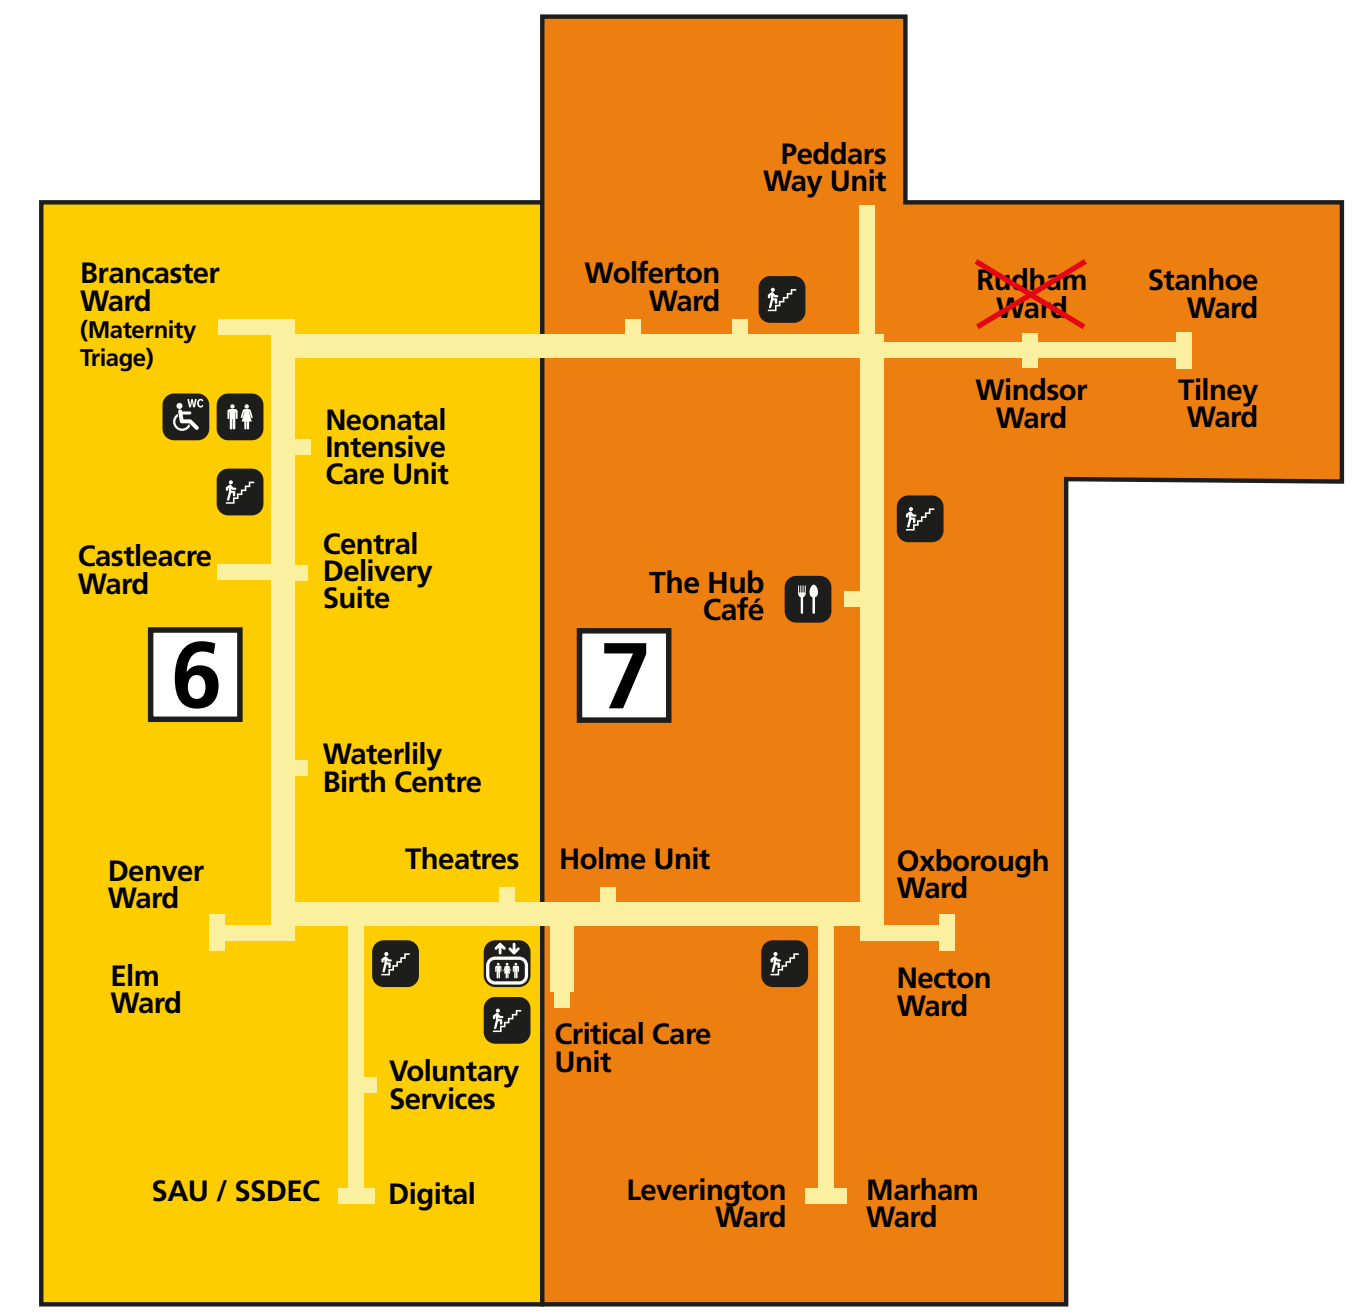 Peddars
Way Unit
Brancaster
Ward
(Maternity
Triage)
Wolferton
Ward
Rudham
Ward
Stanhoe
Ward
Windsor
Ward
Tilney
Ward
WC
Neonatal
Intensive
Care Unit
Castleacre
Ward
Central
Delivery
Suite
The Hub
Café
6
7
Waterlily
Birth Centre
Denver
Ward
Theatres
Holme Unit
Oxborough
Ward
Elm
Ward
Necton
Ward
Critical Care
Unit
Voluntary
Services
SAU / SSDEC
Digital
Leverington
Ward
Marham
Ward